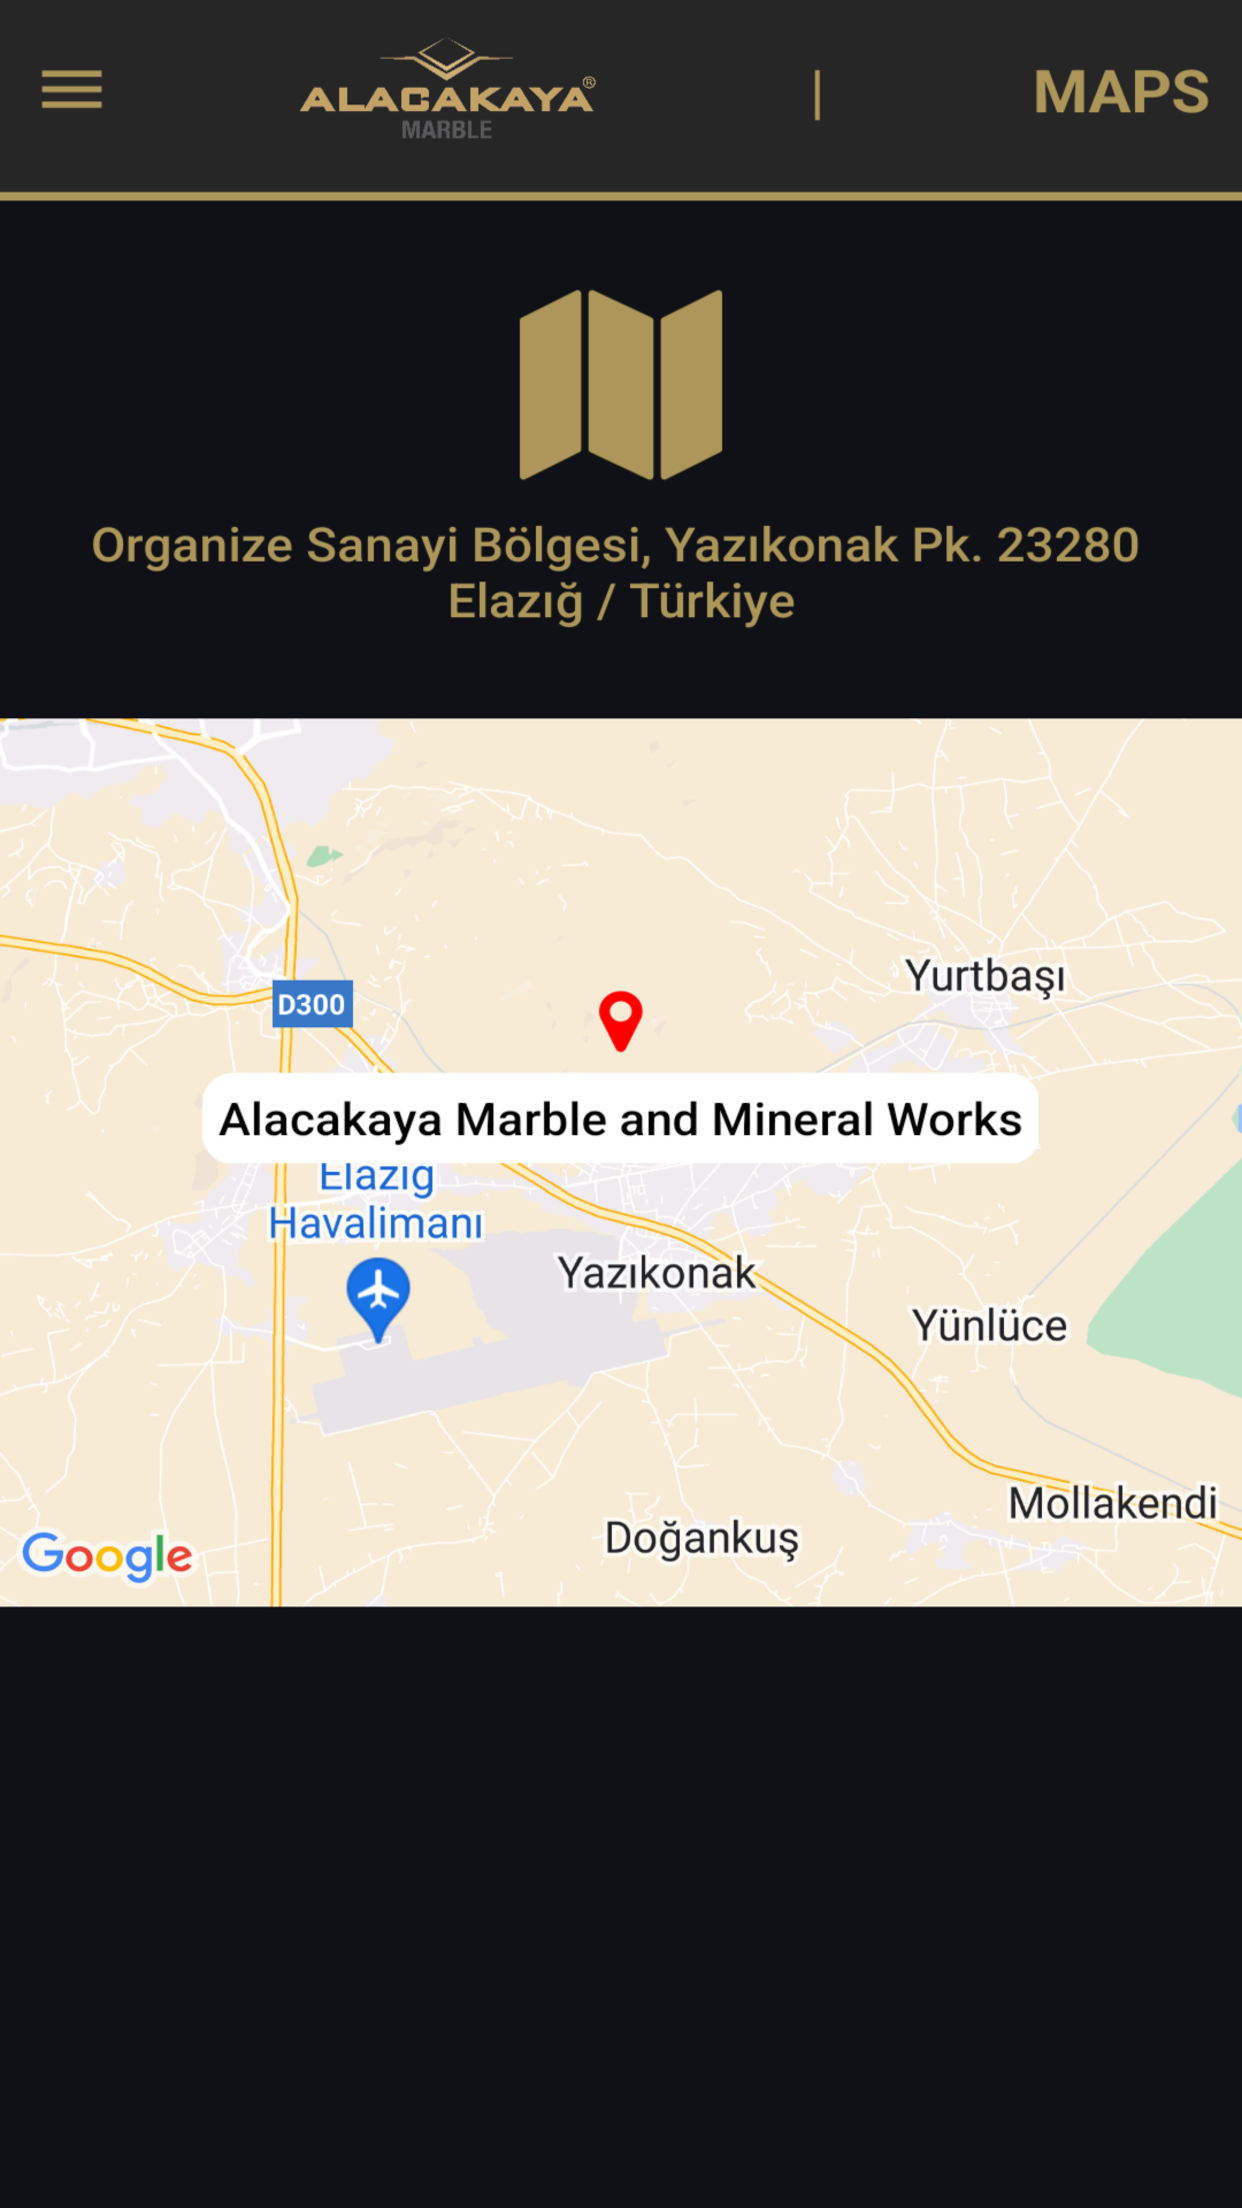 ALACAKAYA®
MARBLE
| MAPS
Organize Sanayi Bölgesi, Yazıkonak Pk. 23280
Elazığ / Türkiye
Yurtbaşı
D300
Alacakaya Marble and Mineral Works
Elazığ
Havalimanı
Yazıkonak
Yünlüce
Mollakendi
Doğankuş
Google